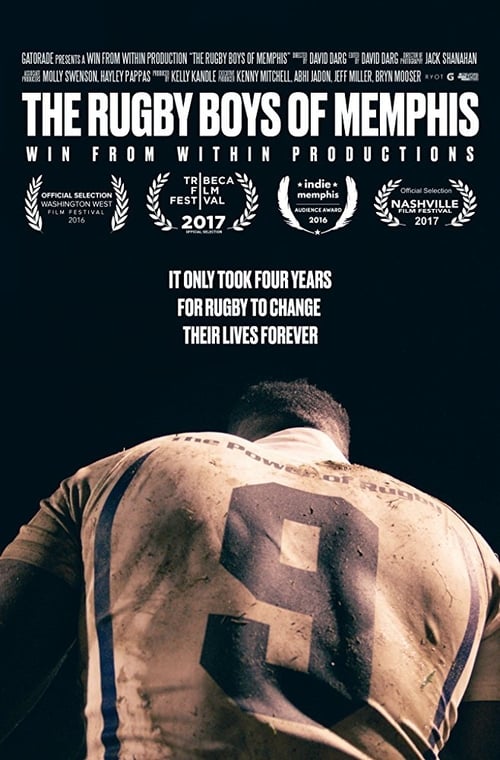 GATORADE PRESENTS A WIN FROM WITHIN PRODUCTION "THE RUGBY BOYS OF MEMPHIS" DIRECTED BY DAVID DARG EDITED BY DAVID DARG DIRECTOR OF PHOTOGRAPHY JACK SHANAHAN
MOLLY SWENSON, HAYLEY PAPPAS PRODUCED BY KELLY KANDLE EXECUTIVE PRODUCERS KENNY MITCHELL, ABHI JADON, JEFF MILLER, BRYN MOOSER RYOT G
THE RUGBY BOYS OF MEMPHIS
WIN FROM WITHIN PRODUCTIONS
OFFICIAL SELECTION
WASHINGTON WEST
FILM FESTIVAL
2016
TRIBECA
FILM
FESTIVAL
2017
OFFICIAL SELECTION
indie
memphis
AUDIENCE AWARD
2016
Official Selection
NASHVILLE
FILM FESTIVAL
2017
IT ONLY TOOK FOUR YEARS
FOR RUGBY TO CHANGE
THEIR LIVES FOREVER
The Power of Rugby
9